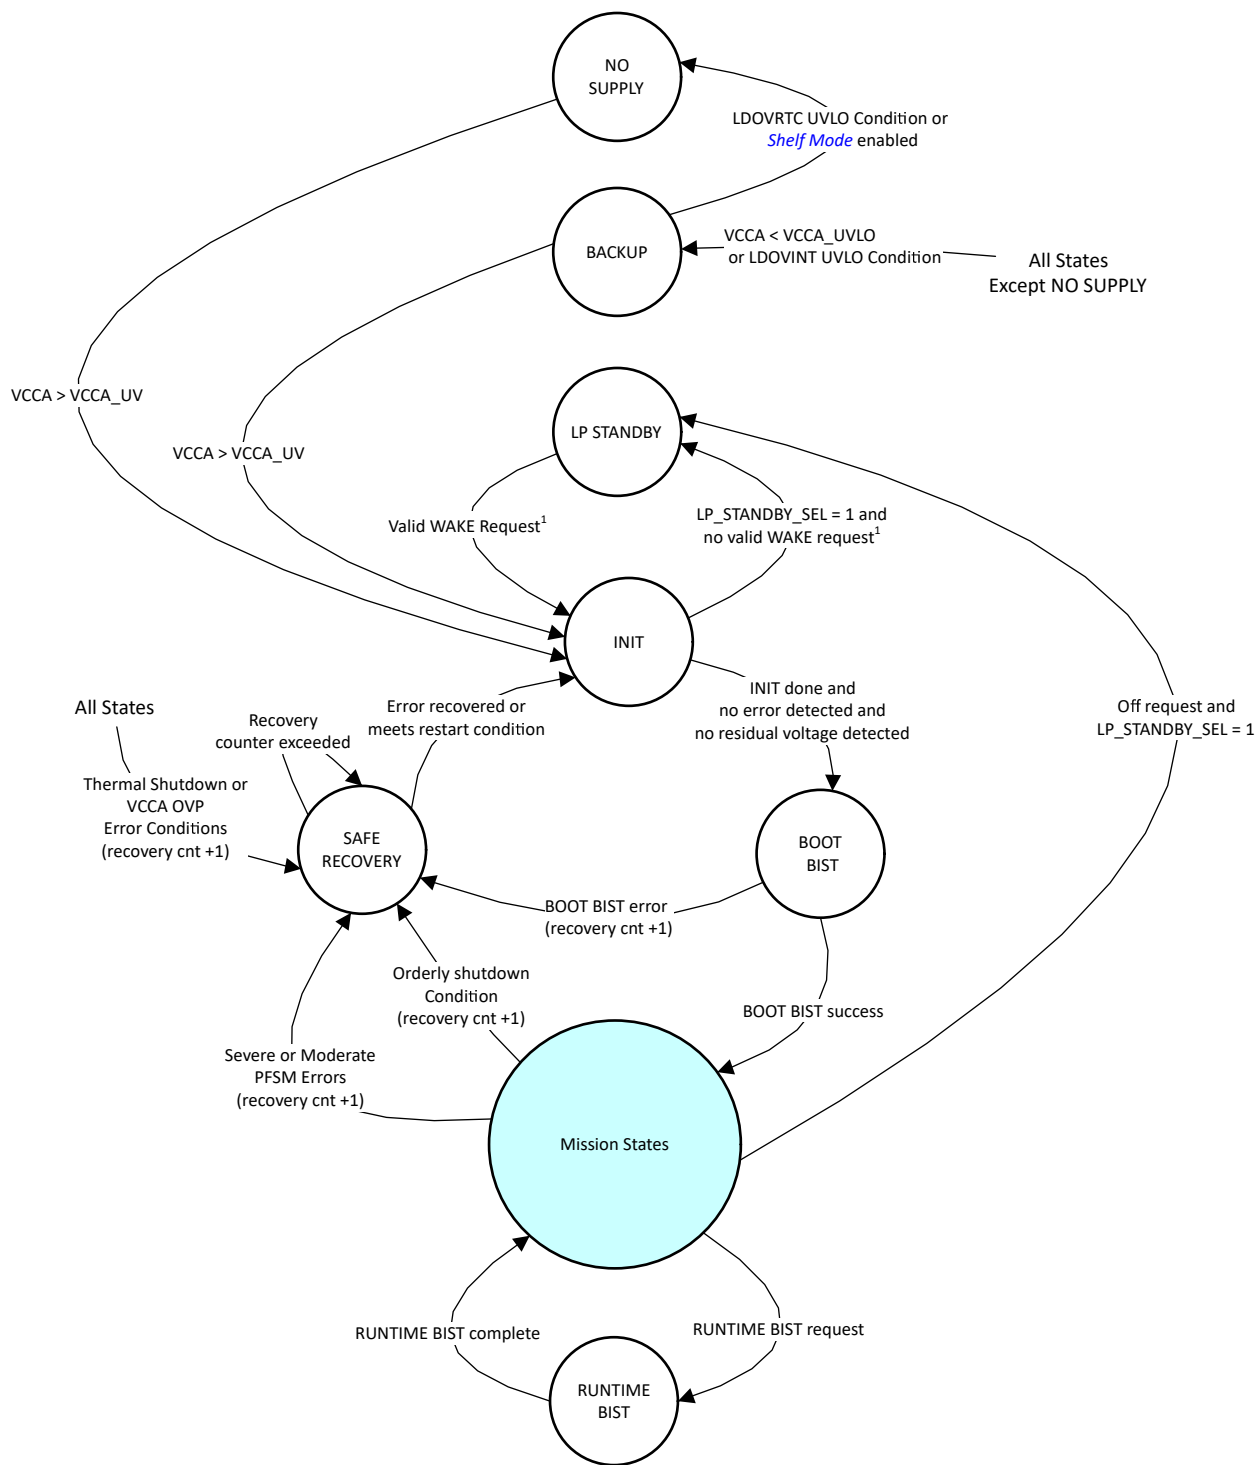 NO
SUPPLY
LDOVRTC UVLO Condition or
Shelf Mode enabled
BACKUP
VCCA < VCCA_UVLO
or LDOVINT UVLO Condition
All States
Except NO SUPPLY
VCCA > VCCA_UV
VCCA > VCCA_UV
LP STANDBY
Valid WAKE Request¹
LP_STANDBY_SEL = 1 and
no valid WAKE request¹
INIT
All States
Recovery
counter exceeded
Error recovered or
meets restart condition
INIT done and
no error detected and
no residual voltage detected
Off request and
LP_STANDBY_SEL = 1
Thermal Shutdown or
VCCA OVP
Error Conditions
(recovery cnt +1)
SAFE
RECOVERY
BOOT
BIST
BOOT BIST error
(recovery cnt +1)
Orderly shutdown
Condition
(recovery cnt +1)
BOOT BIST success
Severe or Moderate
PFSM Errors
(recovery cnt +1)
Mission States
RUNTIME BIST complete
RUNTIME BIST request
RUNTIME
BIST